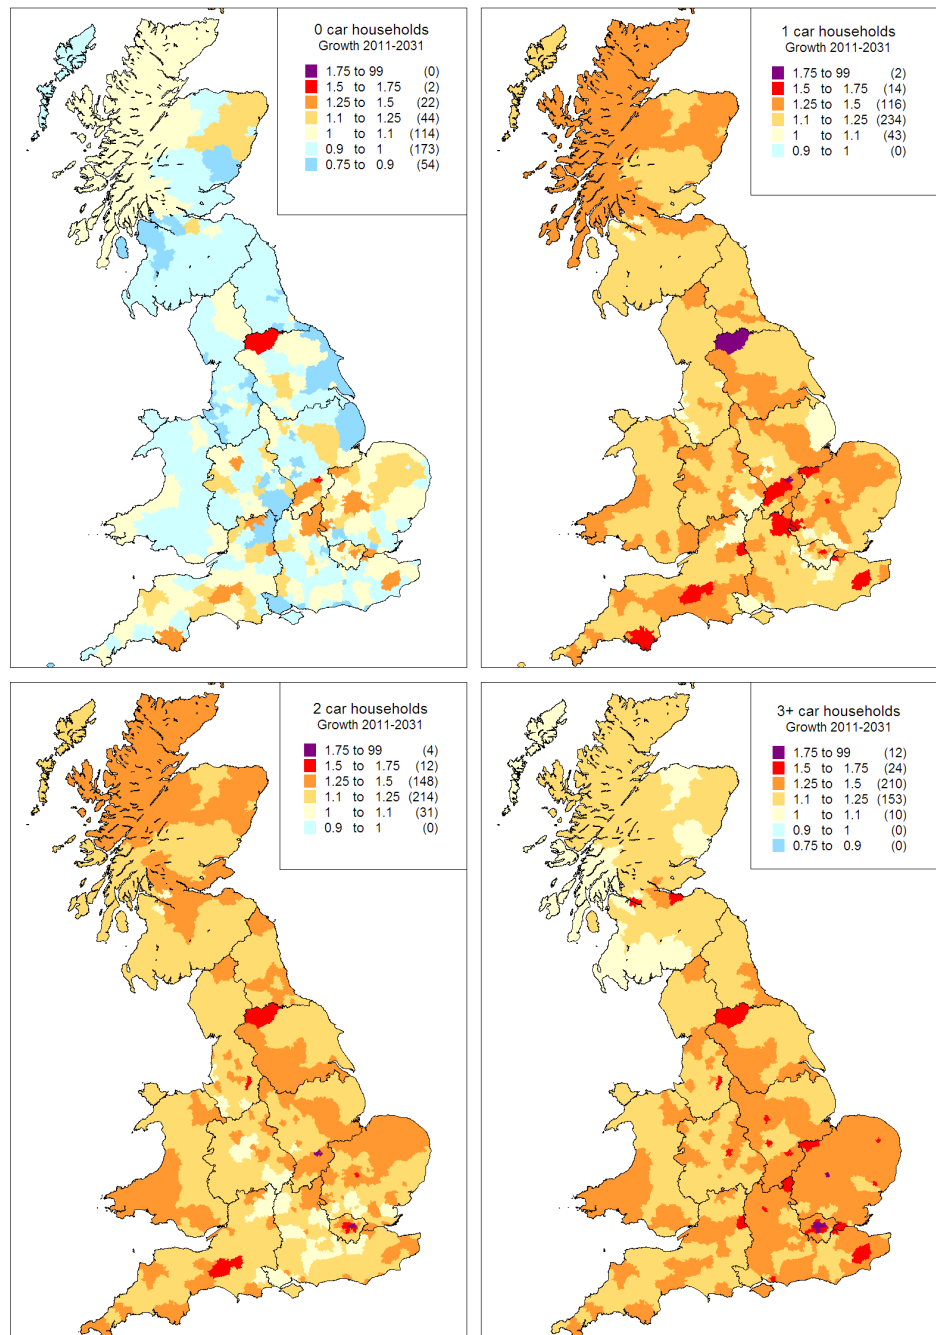 0 car households
Growth 2011-2031
1.75 to 99 (0)
1.5 to 1.75 (2)
1.25 to 1.5 (22)
1.1 to 1.25 (44)
1 to 1.1 (114)
0.9 to 1 (173)
0.75 to 0.9 (54)
1 car households
Growth 2011-2031
1.75 to 99 (2)
1.5 to 1.75 (14)
1.25 to 1.5 (116)
1.1 to 1.25 (234)
1 to 1.1 (43)
0.9 to 1 (0)
2 car households
Growth 2011-2031
1.75 to 99 (4)
1.5 to 1.75 (12)
1.25 to 1.5 (148)
1.1 to 1.25 (214)
1 to 1.1 (31)
0.9 to 1 (0)
3+ car households
Growth 2011-2031
1.75 to 99 (12)
1.5 to 1.75 (24)
1.25 to 1.5 (210)
1.1 to 1.25 (153)
1 to 1.1 (10)
0.9 to 1 (0)
0.75 to 0.9 (0)